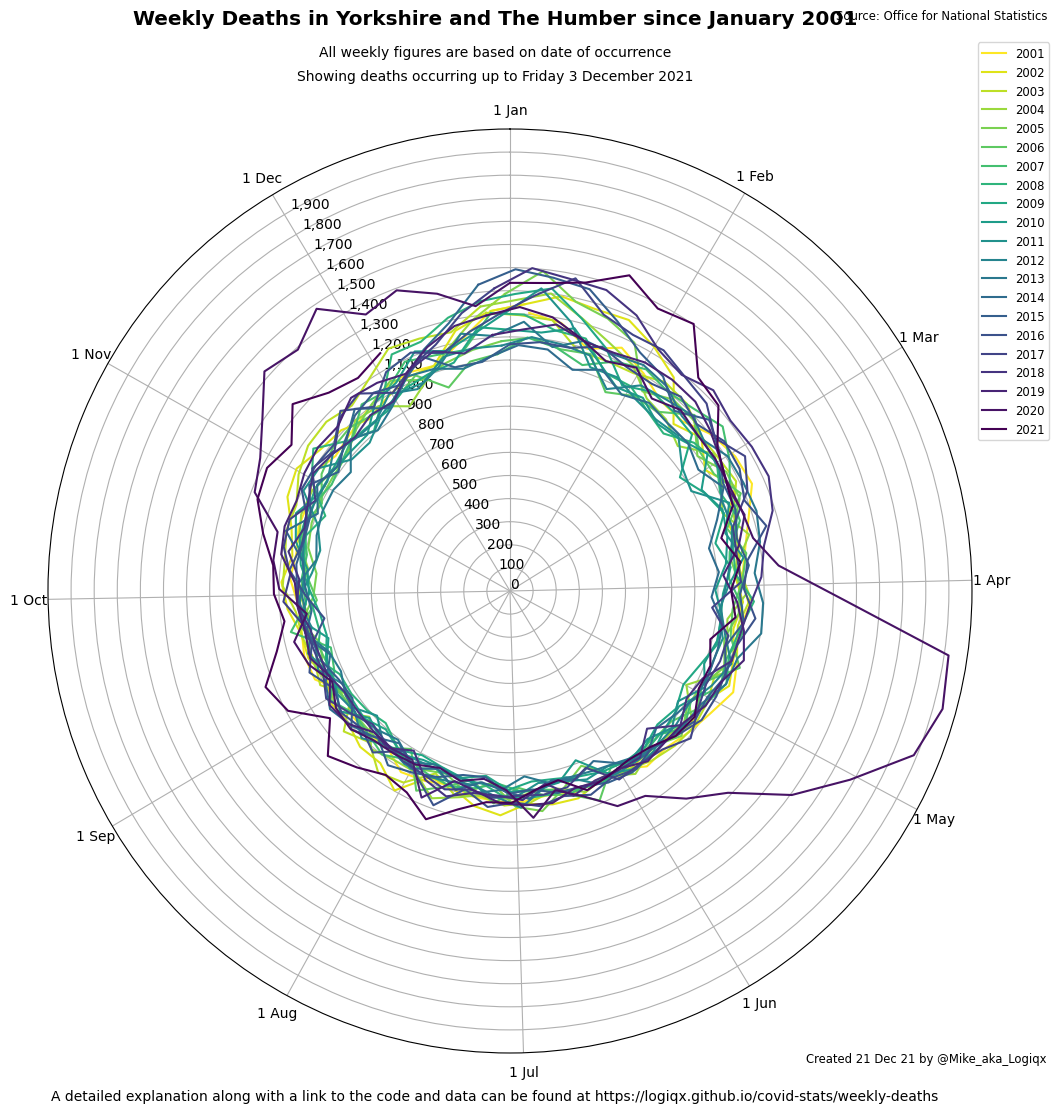 Weekly Deaths in Yorkshire and The Humber since January 2001
Source: Office for National Statistics
All weekly figures are based on date of occurrence
Showing deaths occurring up to Friday 3 December 2021
2001
2002
2003
2004
2005
2006
2007
2008
2009
2010
2011
2012
2013
2014
2015
2016
2017
2018
2019
2020
2021
1 Jan
1 Feb
1 Mar
1 Apr
1 May
1 Jun
1 Jul
1 Aug
1 Sep
1 Oct
1 Nov
1 Dec
1,900
1,800
1,700
1,600
1,500
1,400
1,300
1,200
1,100
900
800
700
600
500
400
300
200
100
0
Created 21 Dec 21 by @Mike_aka_Logiqx
A detailed explanation along with a link to the code and data can be found at https://logiqx.github.io/covid-stats/weekly-deaths